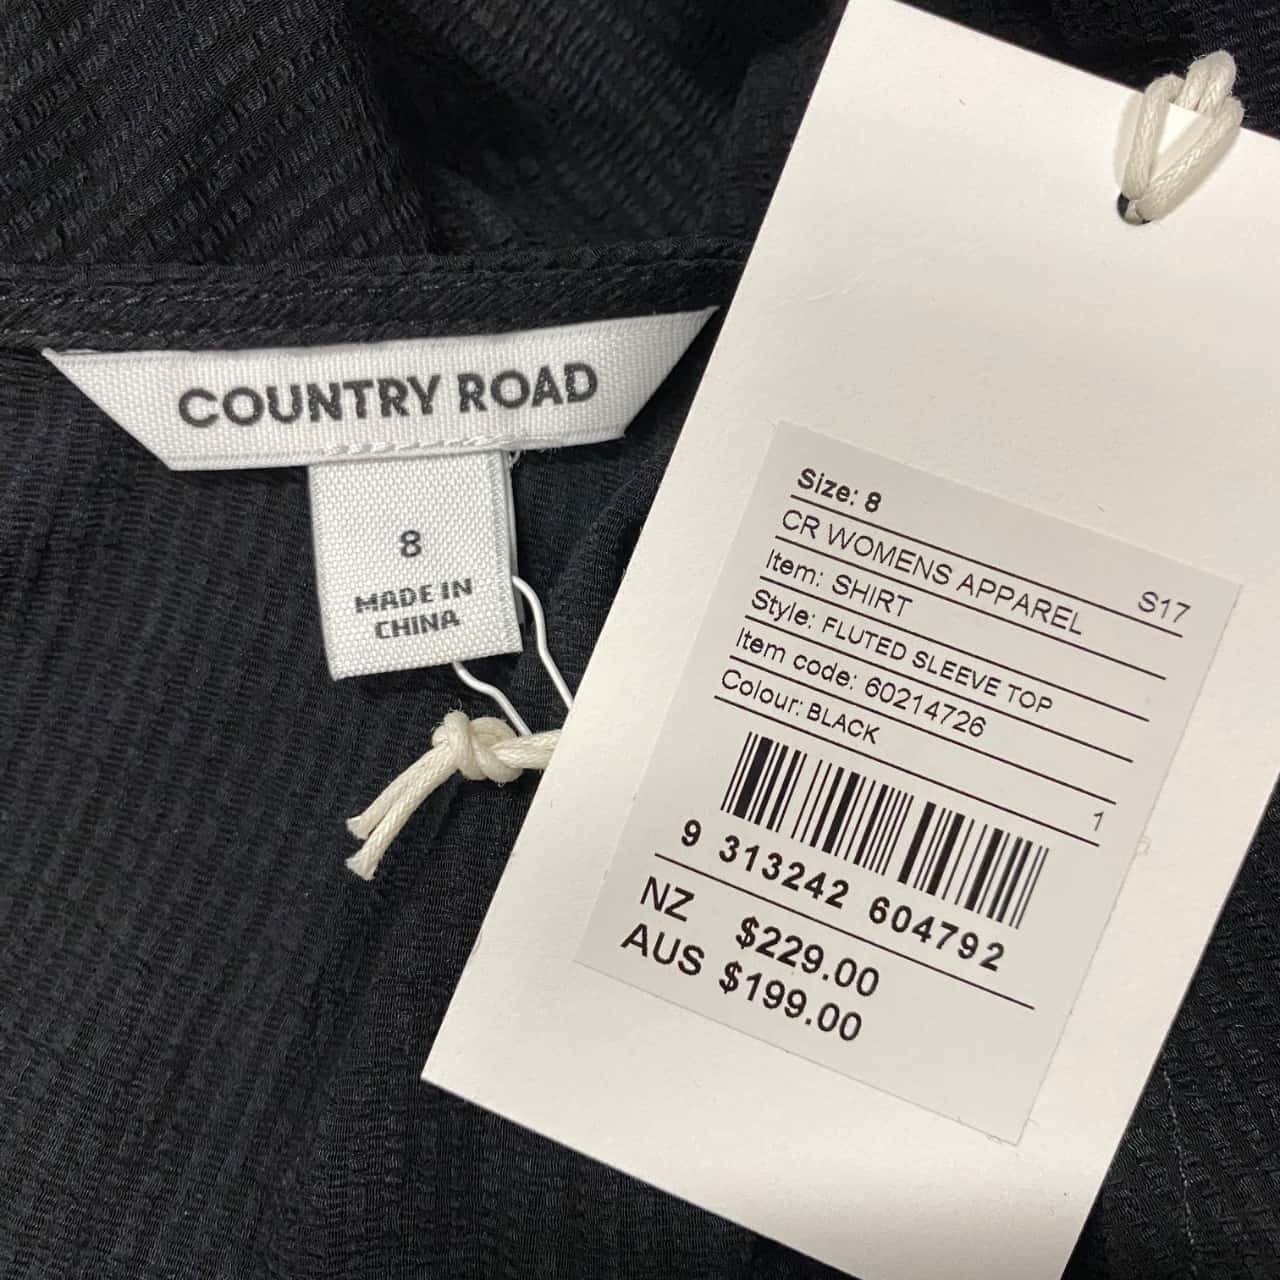 COUNTRY ROAD
8
MADE IN
CHINA
Size: 8
CR WOMENS APPAREL S17
Item: SHIRT
Style: FLUTED SLEEVE TOP
Item code: 60214726
Colour: BLACK 1
9 313242 604792
NZ $229.00
AUS $199.00